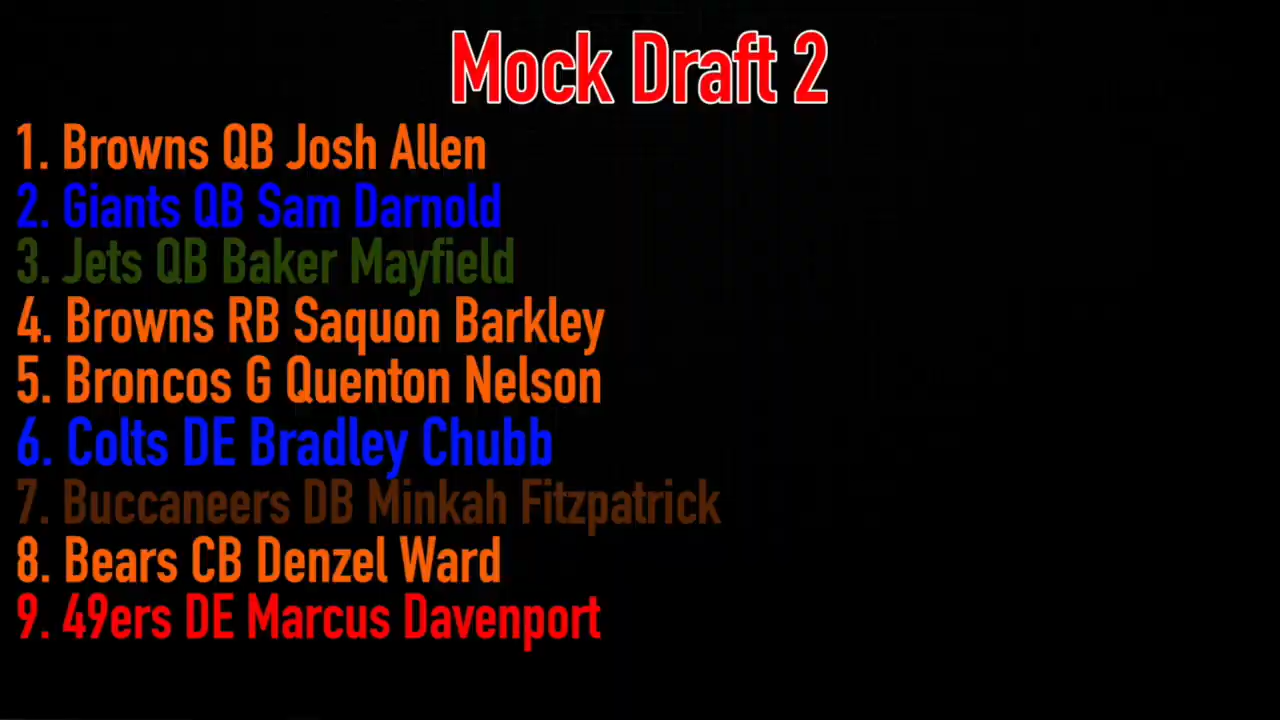 Mock Draft 2
1. Browns QB Josh Allen
2. Giants QB Sam Darnold
3. Jets QB Baker Mayfield
4. Browns RB Saquon Barkley
5. Broncos G Quenton Nelson
6. Colts DE Bradley Chubb
7. Buccaneers DB Minkah Fitzpatrick
8. Bears CB Denzel Ward
9. 49ers DE Marcus Davenport